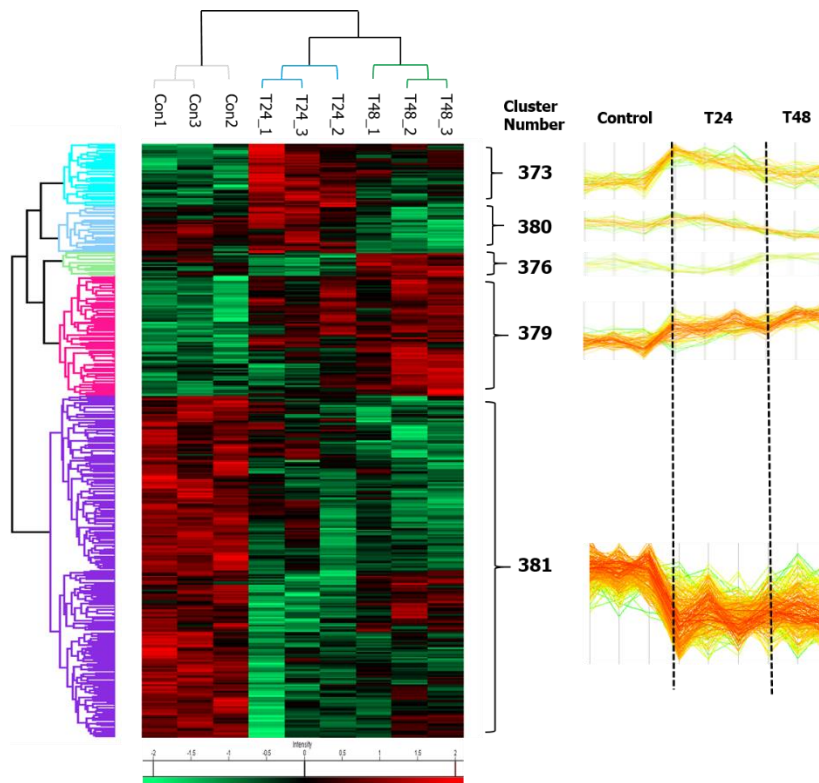 Con1 Con3 Con2 T24_1 T24_3 T24_2 T48_1 T48_2 T48_3
Cluster
Number
Control T24 T48
373
380
376
379
381
Intensity
-2 -1.5 -1 -0.5 0 0.5 1 1.5 2